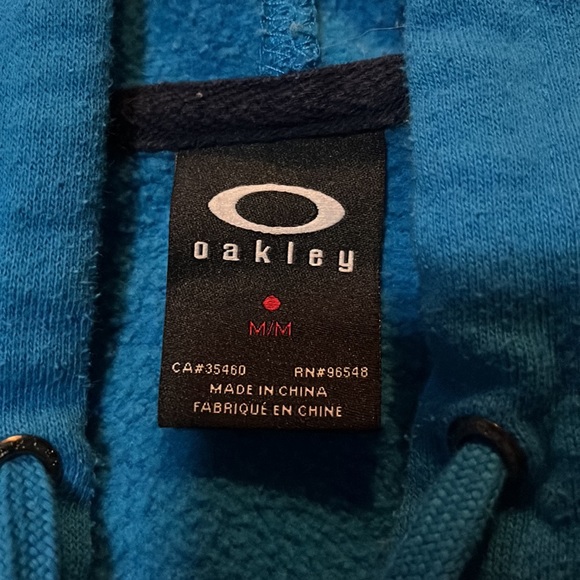 oakley
M/M
CA#35460 RN#96548
MADE IN CHINA
FABRIQUÉ EN CHINE